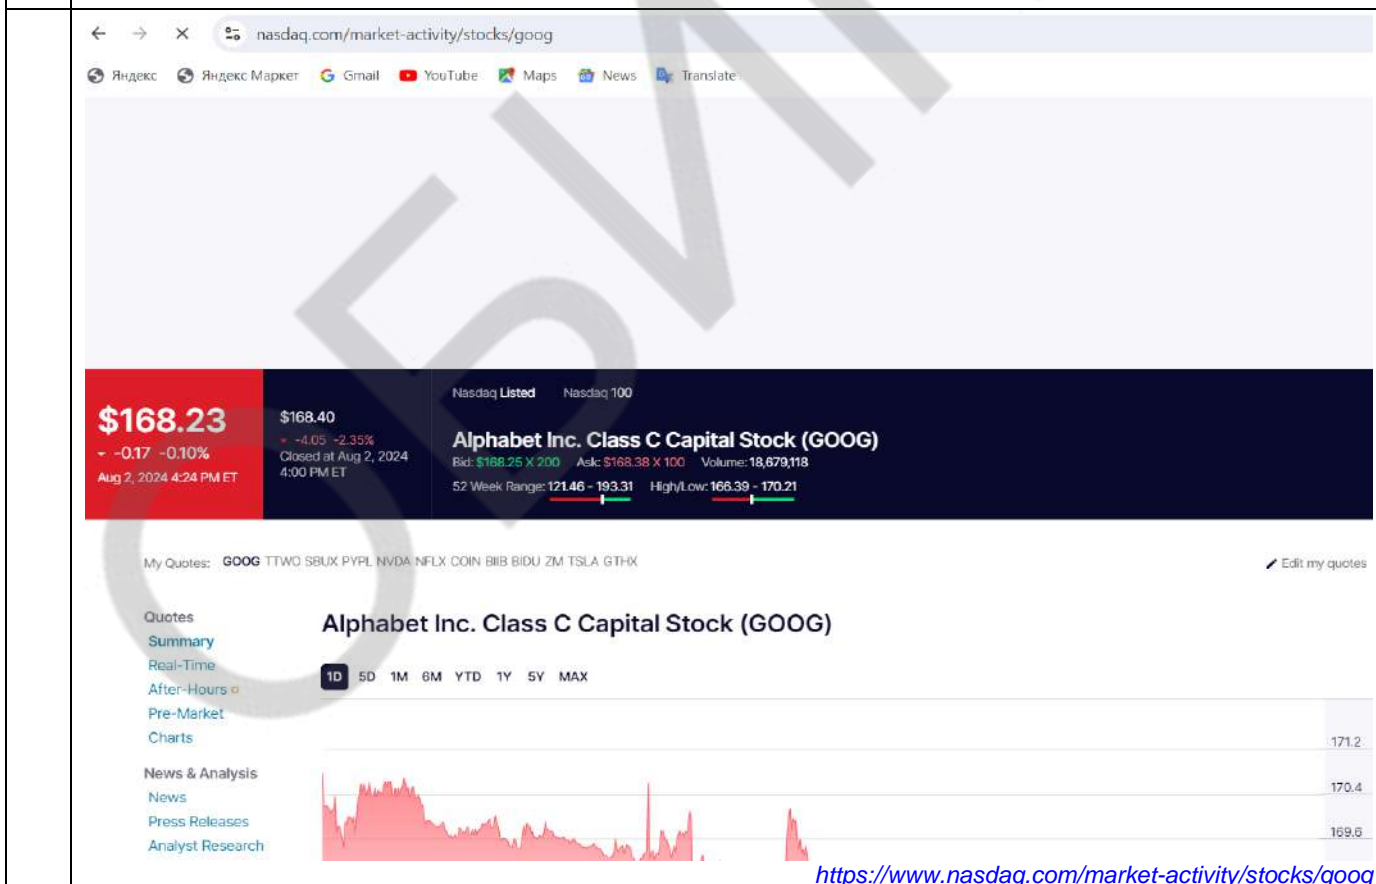 nasdaq.com/market-activity/stocks/goog
Яндекс Яндекс Маркет Gmail YouTube Maps News Translate
$168.23
-0.17 -0.10%
Aug 2, 2024 4:24 PM ET
$168.40
-4.05 -2.35%
Closed at Aug 2, 2024
4:00 PM ET
Nasdaq Listed Nasdaq 100
Alphabet Inc. Class C Capital Stock (GOOG)
Bid: $168.25 X 200 Ask: $168.38 X 100 Volume: 18,679,118
52 Week Range: 121.46 - 193.31 High/Low: 166.39 - 170.21
My Quotes: GOOG TTWO SBUX PYPL NVDA NFLX COIN BIIB BIDU ZM TSLA GTHX
Edit my quotes
Quotes
Summary
Real-Time
After-Hours
Pre-Market
Charts
News & Analysis
News
Press Releases
Analyst Research
Alphabet Inc. Class C Capital Stock (GOOG)
1D 5D 1M 6M YTD 1Y 5Y MAX
171.2
170.4
169.6
https://www.nasdaq.com/market-activity/stocks/goog